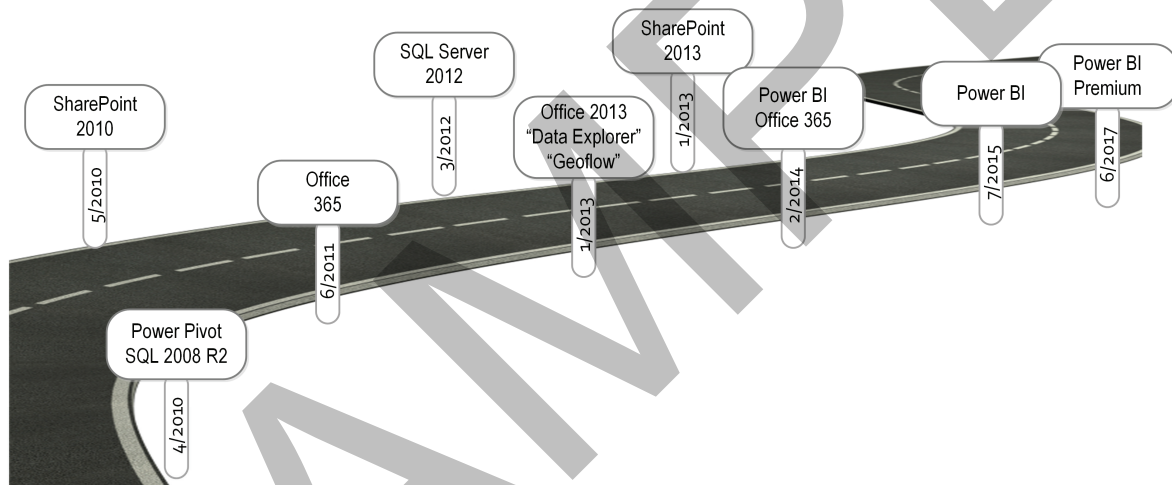 SharePoint
2010
5/2010
Power Pivot
SQL 2008 R2
4/2010
Office
365
6/2011
SQL Server
2012
3/2012
Office 2013
“Data Explorer”
“Geoflow”
1/2013
SharePoint
2013
1/2013
Power BI
Office 365
2/2014
Power BI
7/2015
Power BI
Premium
6/2017